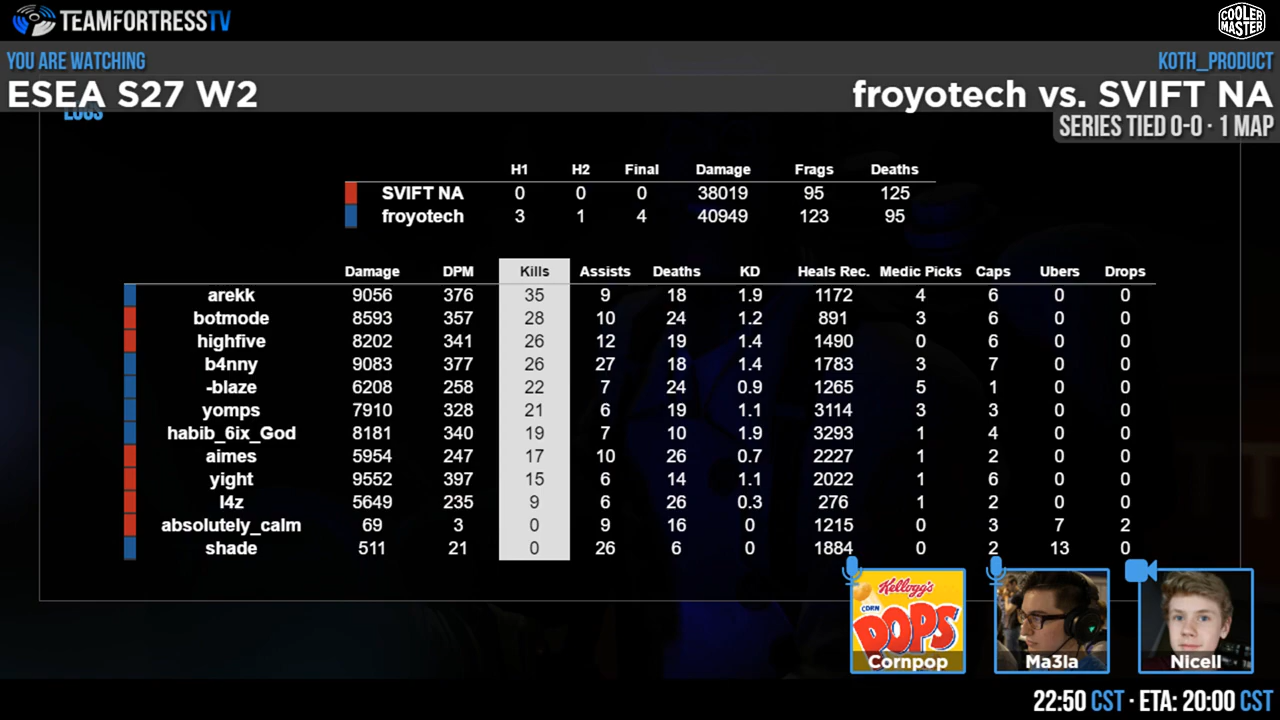 TEAMFORTRESSTV
COOLER MASTER
YOU ARE WATCHING
KOTH_PRODUCT
ESEA S27 W2
froyotech vs. SVIFT NA
SERIES TIED 0-0 · 1 MAP
LOGS
H1 H2 Final Damage Frags Deaths
SVIFT NA 0 0 0 38019 95 125
froyotech 3 1 4 40949 123 95
Damage DPM Kills Assists Deaths KD Heals Rec. Medic Picks Caps Ubers Drops
arekk 9056 376 35 9 18 1.9 1172 4 6 0 0
botmode 8593 357 28 10 24 1.2 891 3 6 0 0
highfive 8202 341 26 12 19 1.4 1490 0 6 0 0
b4nny 9083 377 26 27 18 1.4 1783 3 7 0 0
-blaze 6208 258 22 7 24 0.9 1265 5 1 0 0
yomps 7910 328 21 6 19 1.1 3114 3 3 0 0
habib_6ix_God 8181 340 19 7 10 1.9 3293 1 4 0 0
aimes 5954 247 17 10 26 0.7 2227 1 2 0 0
yight 9552 397 15 6 14 1.1 2022 1 6 0 0
l4z 5649 235 9 6 26 0.3 276 1 2 0 0
absolutely_calm 69 3 0 9 16 0 1215 0 3 7 2
shade 511 21 0 26 6 0 1884 0 2 13 0
Kellogg's
CORN
POPS
Cornpop
Ma3la
Nicell
22:50 CST · ETA: 20:00 CST